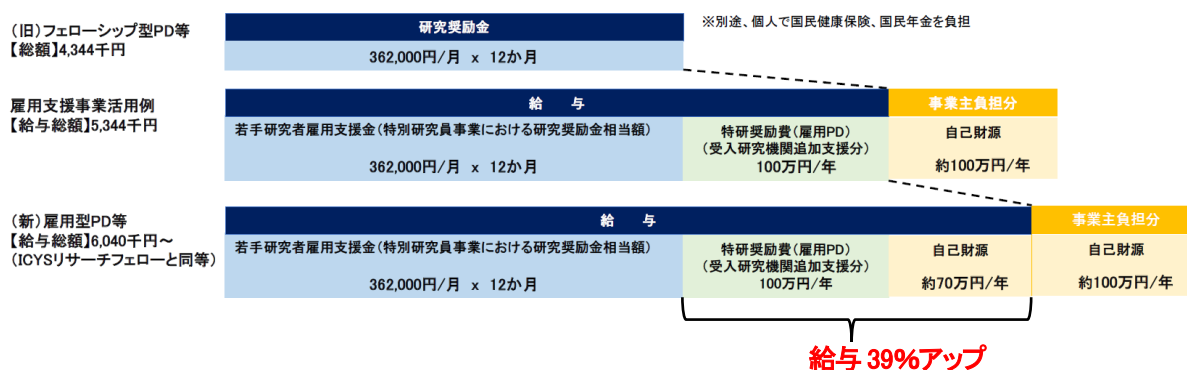 （旧）フェローシップ型PD等
【総額】4,344千円
研究奨励金
※別途、個人で国民健康保険、国民年金を負担
362,000円/月 x 12か月
雇用支援事業活用例
【給与総額】5,344千円
給 与
事業主負担分
若手研究者雇用支援金（特別研究員事業における研究奨励金相当額）
362,000円/月 x 12か月
特研奨励費（雇用PD）
（受入研究機関追加支援分）
100万円/年
自己財源
約100万円/年
（新）雇用型PD等
【給与総額】6,040千円～
（ICYSリサーチフェローと同等）
給 与
事業主負担分
若手研究者雇用支援金（特別研究員事業における研究奨励金相当額）
362,000円/月 x 12か月
特研奨励費（雇用PD）
（受入研究機関追加支援分）
100万円/年
自己財源
約70万円/年
自己財源
約100万円/年
給与 39%アップ